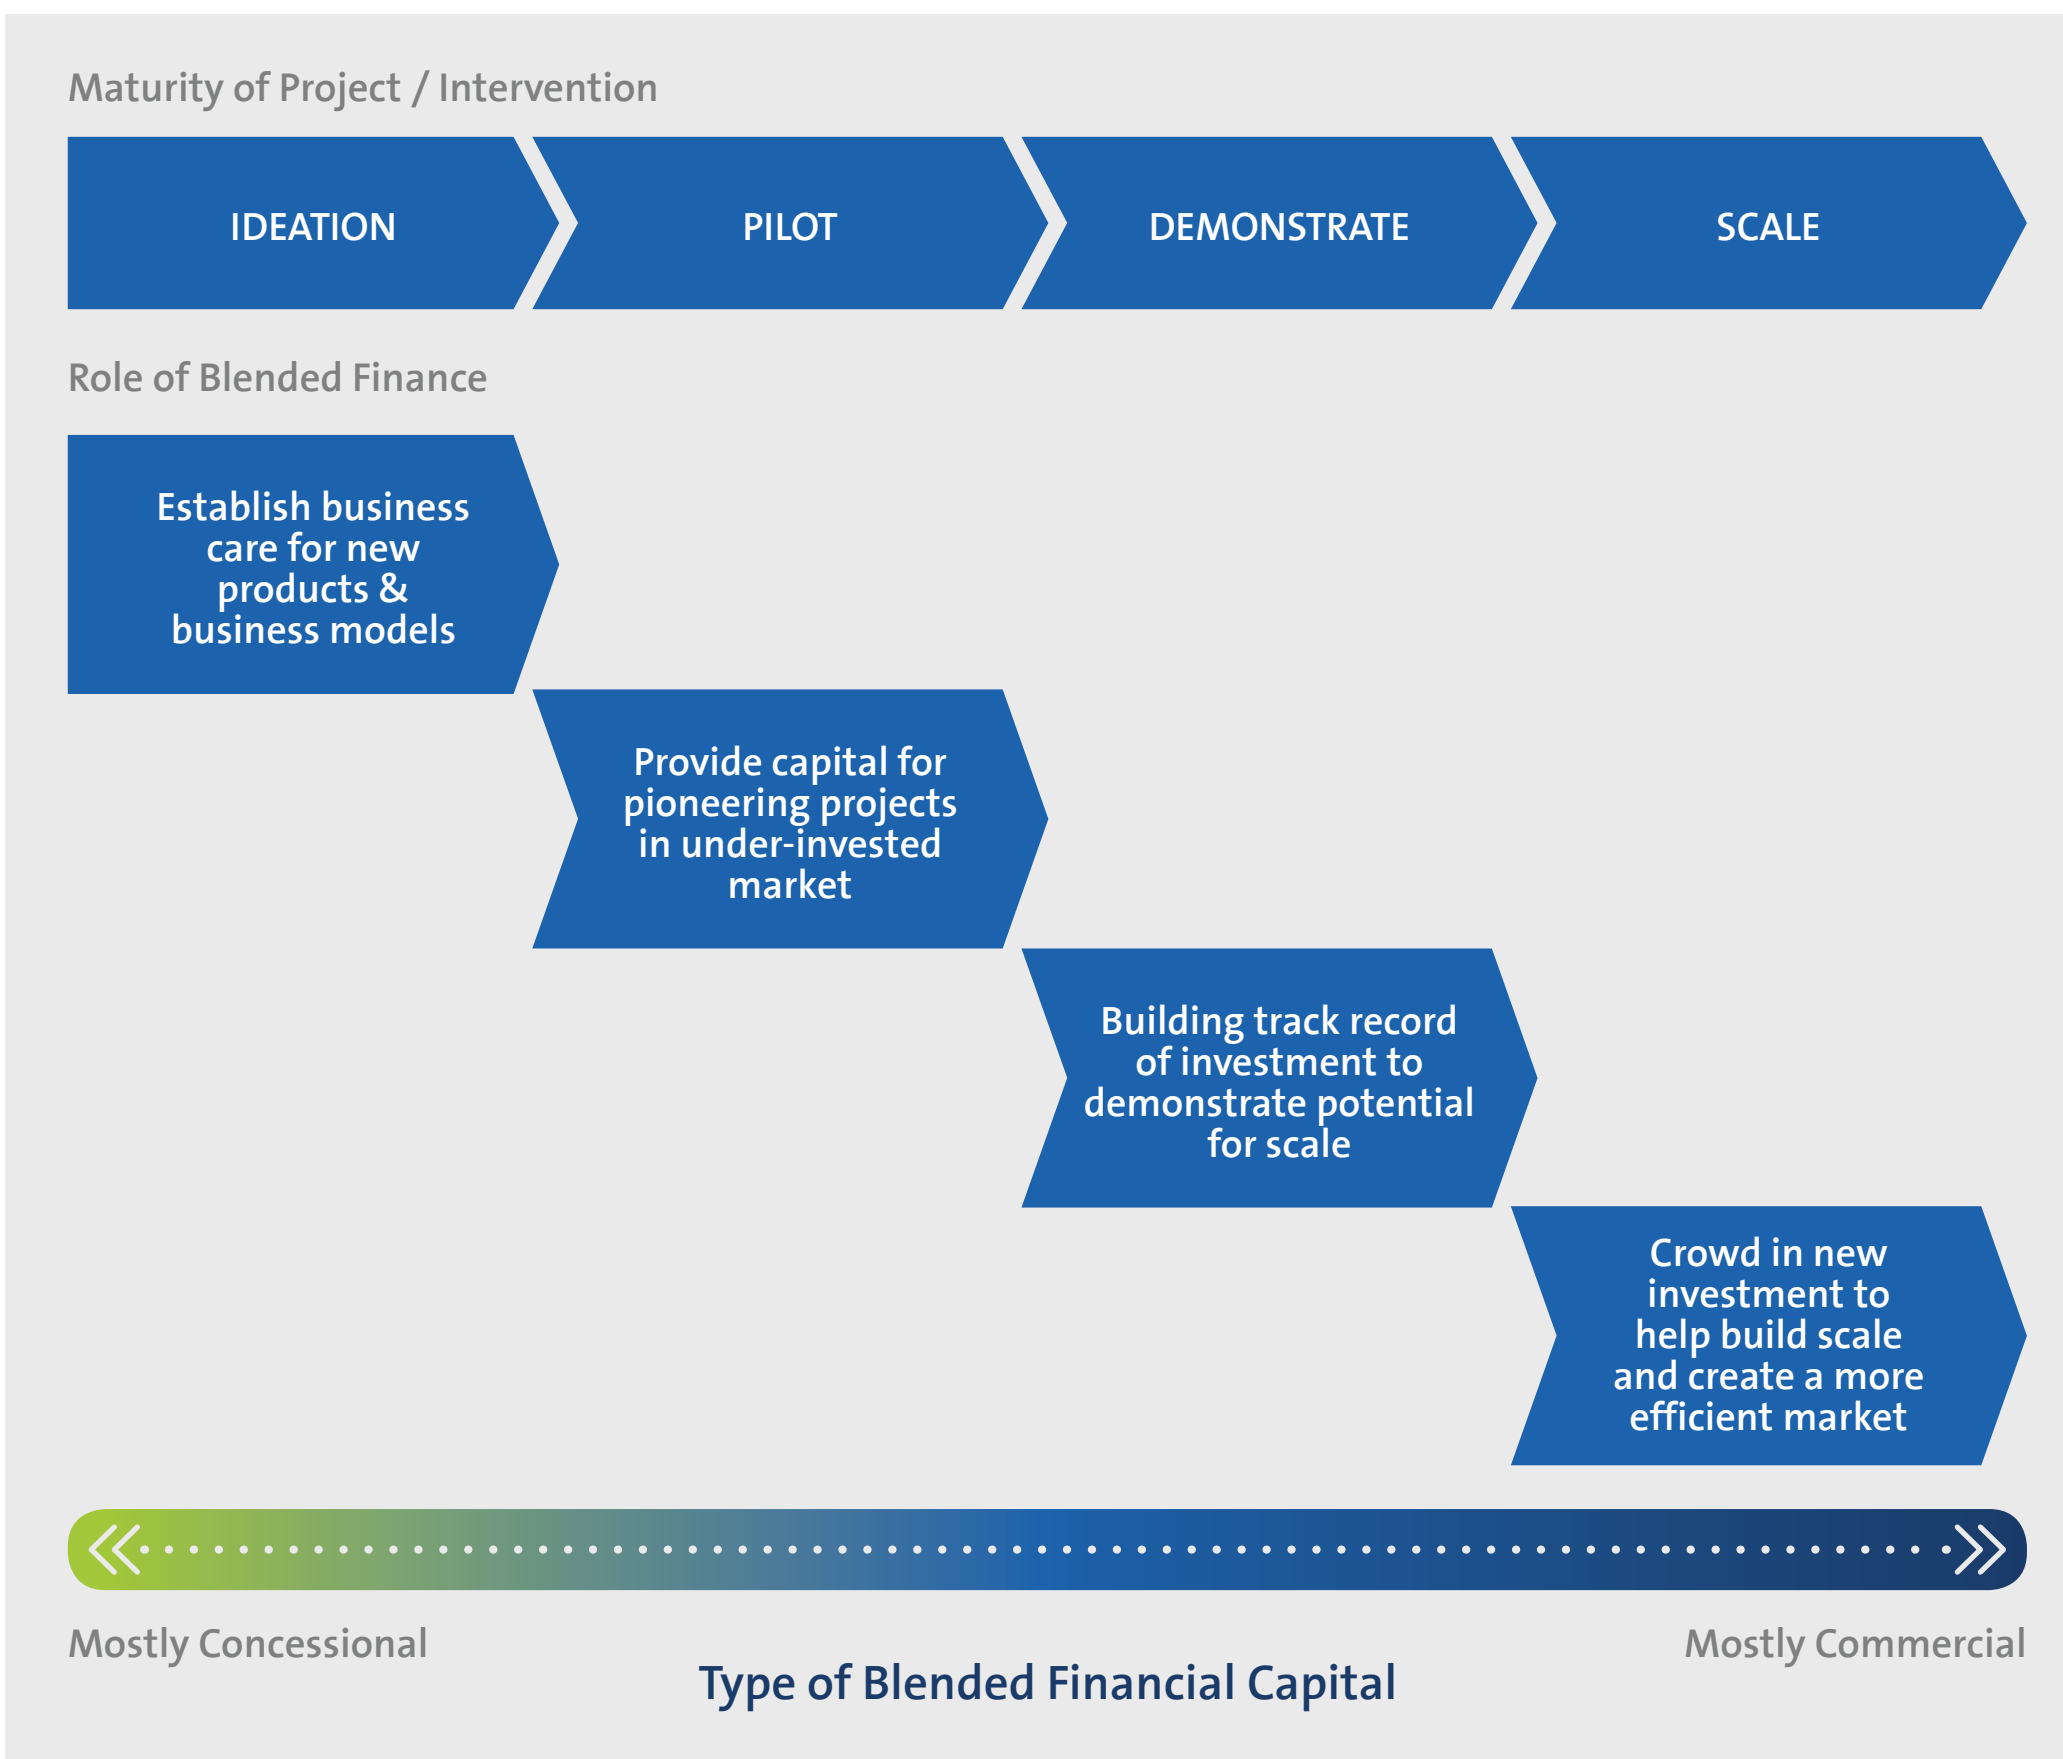 Maturity of Project / Intervention
IDEATION
PILOT
DEMONSTRATE
SCALE
Role of Blended Finance
Establish business
care for new
products &
business models
Provide capital for
pioneering projects
in under-invested
market
Building track record
of investment to
demonstrate potential
for scale
Crowd in new
investment to
help build scale
and create a more
efficient market
Mostly Concessional
Mostly Commercial
Type of Blended Financial Capital